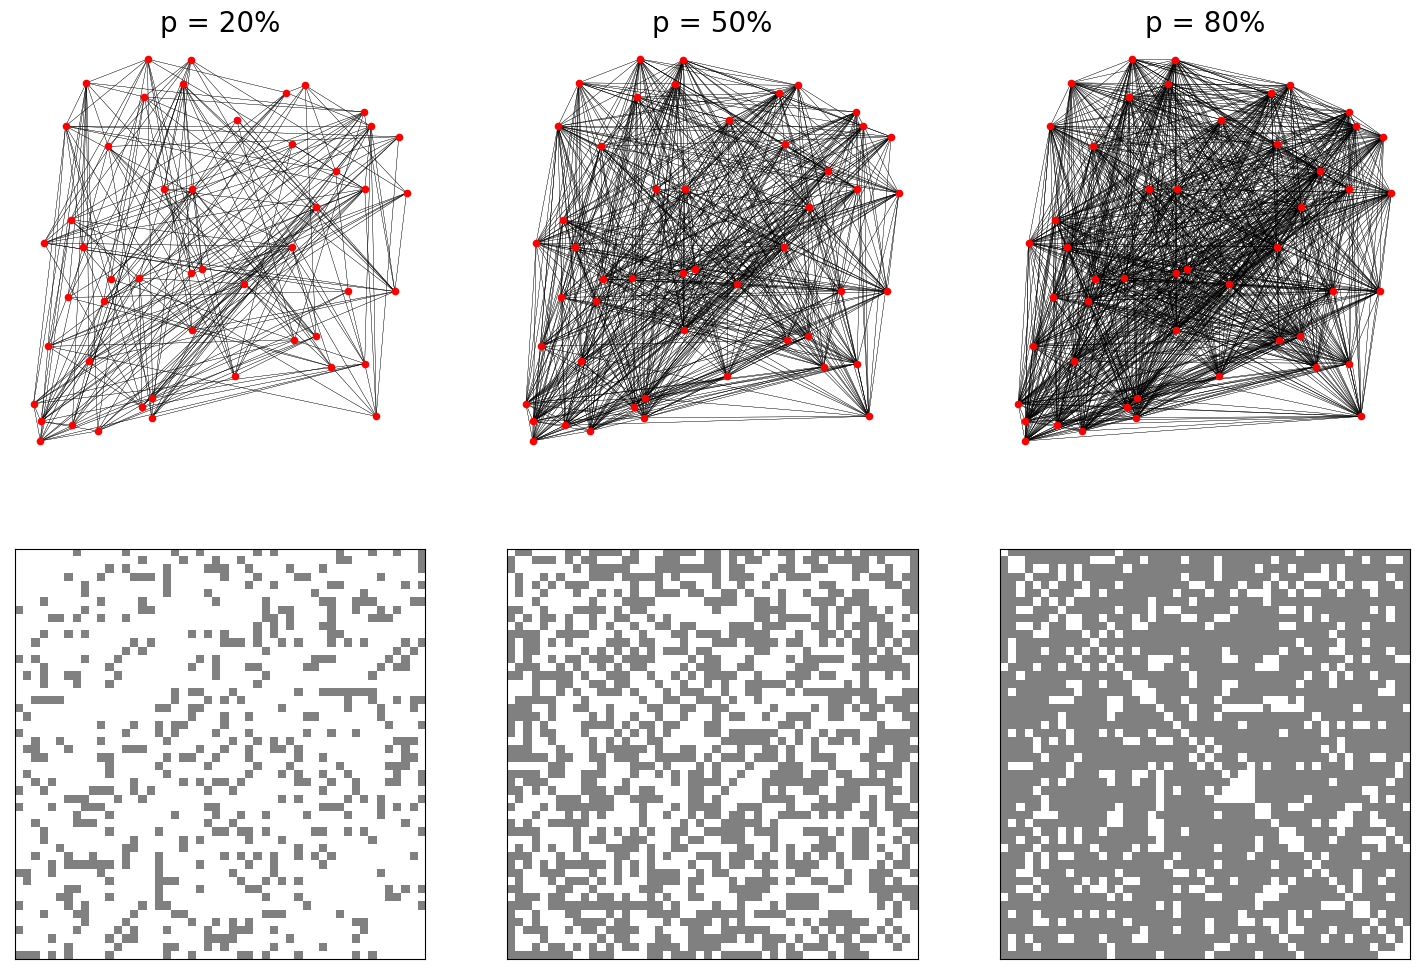 p = 20%
p = 50%
p = 80%